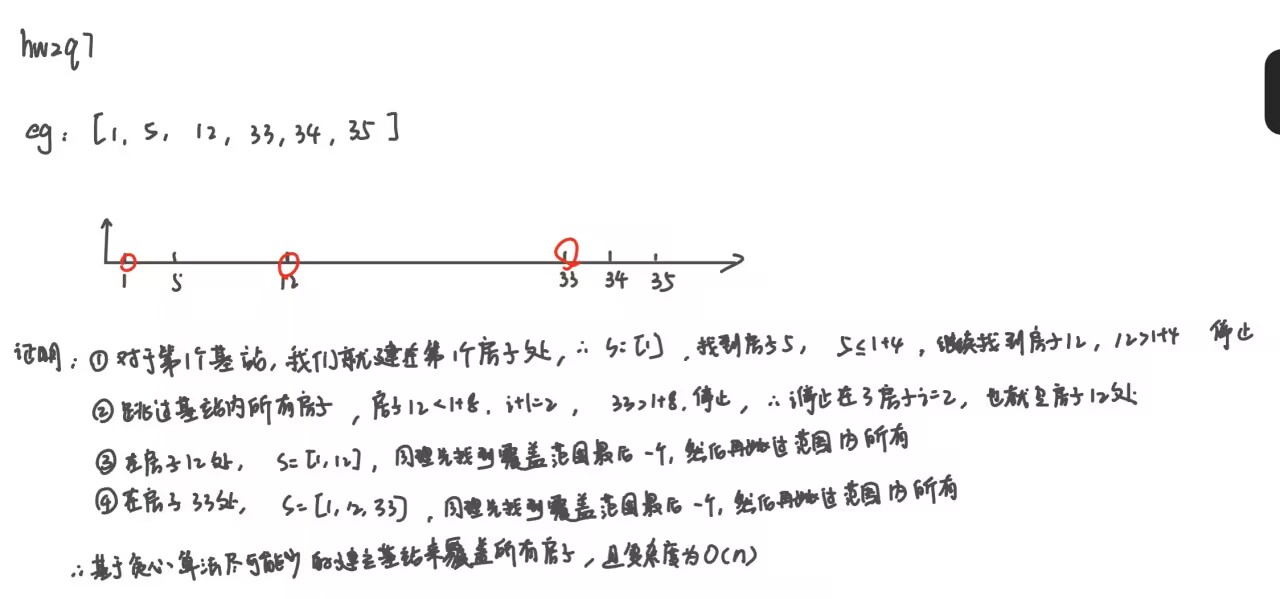 hw2q7
eg: [1, 5, 12, 33, 34, 35]
1 5 12 33 34 35
证明: ① 对于第1个基站, 我们就建在第1个房子处, ∴ S=[1], 找到房子5, 5≤1+4, 继续找到房子12, 12>1+4 停止
② 跳过基站内所有房子, 房子12<1+8, i+1=2, 33>1+8, 停止, ∴ i停止在了房子i=2, 也就是房子12处
③ 在房子12处, S=[1,12], 同理先找到覆盖范围最后一个, 然后再跳过范围内所有
④ 在房子33处, S=[1,12,33], 同理先找到覆盖范围最后一个, 然后再跳过范围内所有
∴ 基于贪心算法尽可能少的建立基站来覆盖所有房子, 且复杂度为O(n)